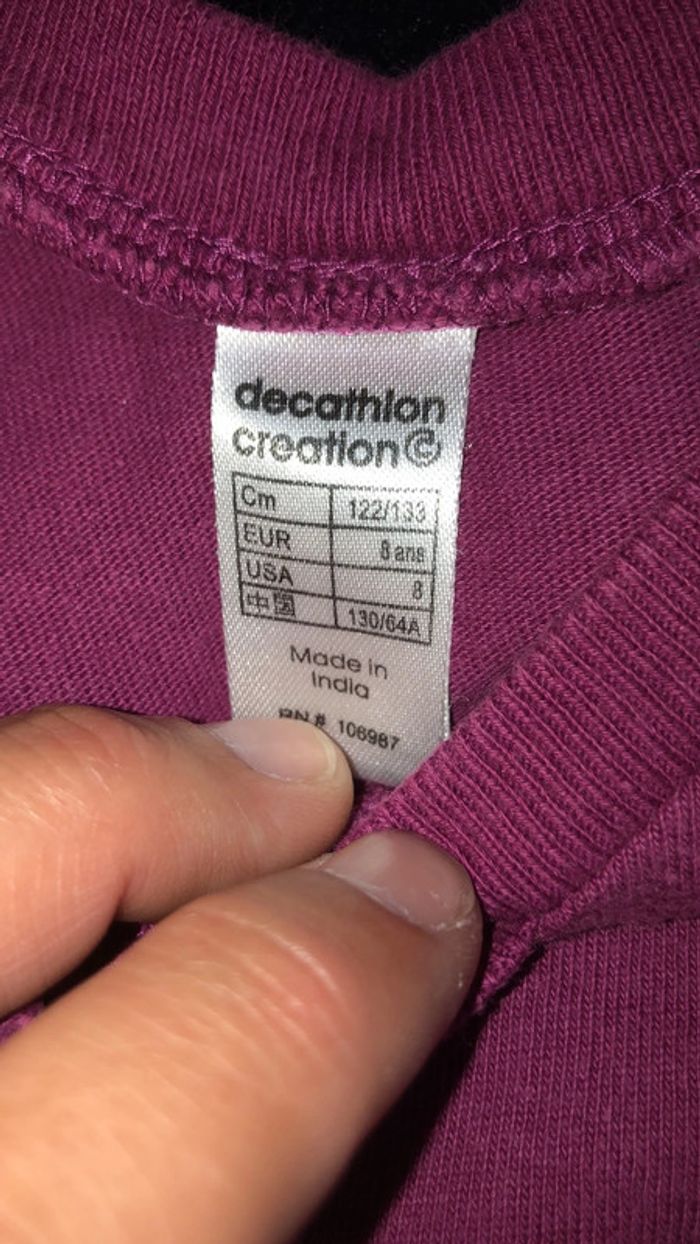 decathlon
creation
Cm 122/133
EUR 8 ans
USA 8
中国 130/64A
Made in
India
RN # 106987